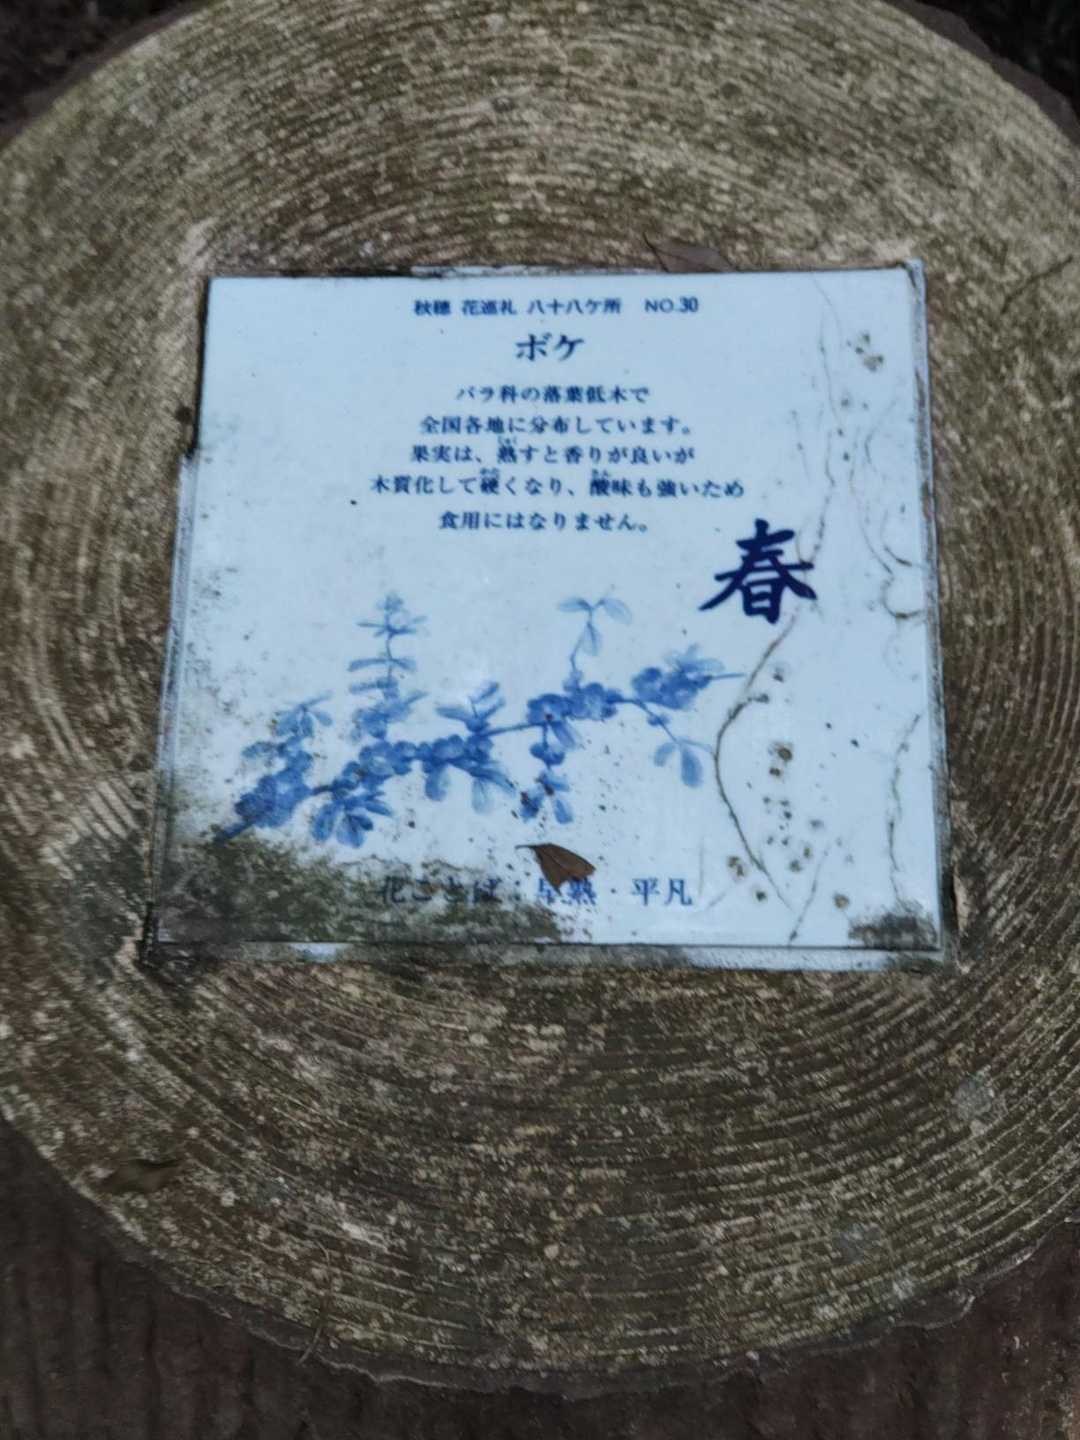 秋穂 花巡礼 八十八ケ所 NO.30
ボケ
バラ科の落葉低木で
全国各地に分布しています。
果実は、熟すと香りが良いが
木質化して硬くなり、酸味も強いため
食用にはなりません。
春
花ことば：早熟・平凡